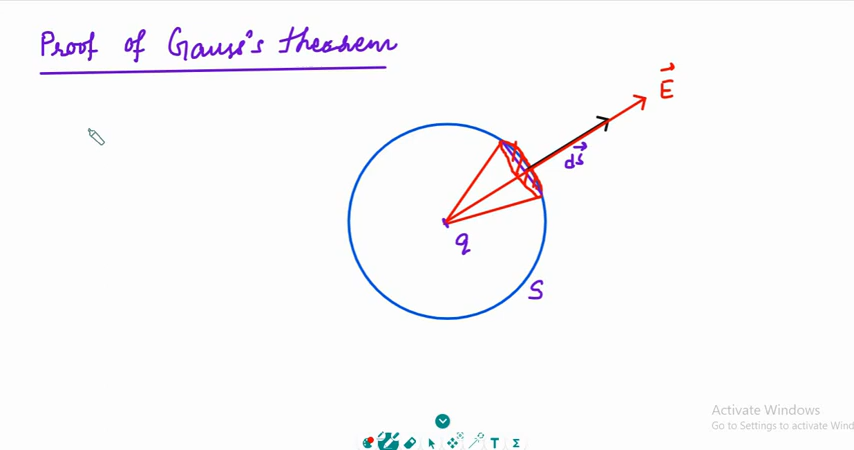 Proof of Gauss's theorem
E
ds
q
S
Activate Windows
Go to Settings to activate Wind